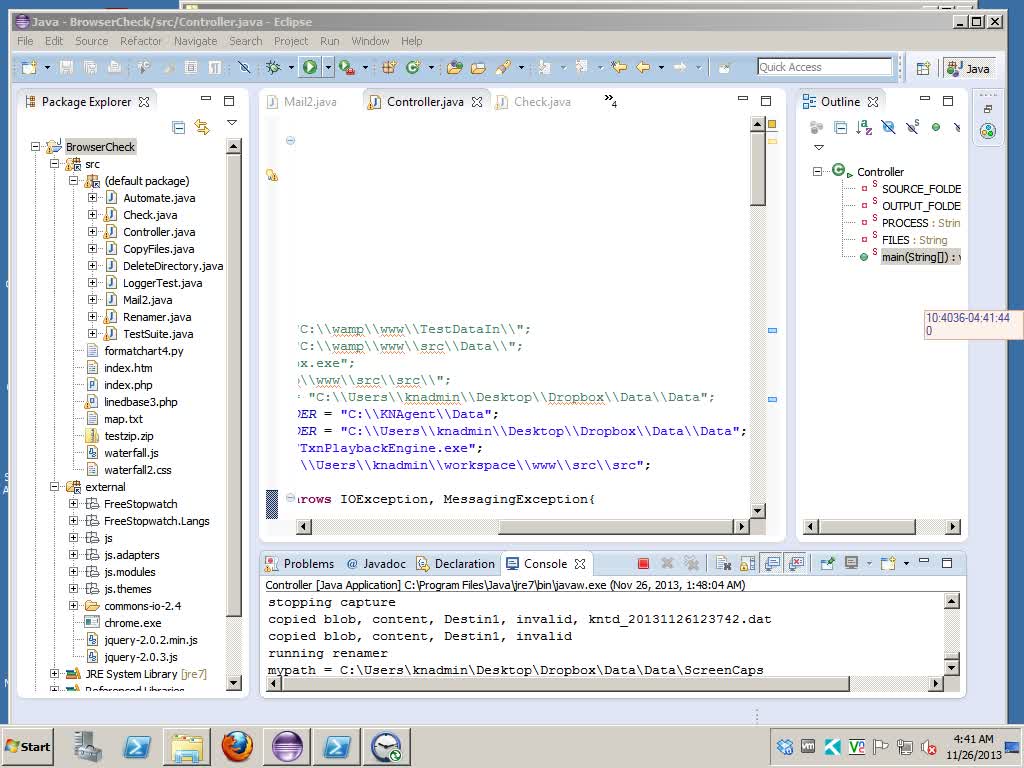 Java - BrowserCheck/src/Controller.java - Eclipse
File Edit Source Refactor Navigate Search Project Run Window Help
Quick Access
Java
Package Explorer
BrowserCheck
src
(default package)
Automate.java
Check.java
Controller.java
CopyFiles.java
DeleteDirectory.java
LoggerTest.java
Mail2.java
Renamer.java
TestSuite.java
formatchart4.py
index.htm
index.php
linedbase3.php
map.txt
testzip.zip
waterfall.js
waterfall2.css
external
FreeStopwatch
FreeStopwatch.Langs
js
js.adapters
js.modules
js.themes
commons-io-2.4
chrome.exe
jquery-2.0.2.min.js
jquery-2.0.3.js
JRE System Library [jre7]
Referenced Libraries
Mail2.java Controller.java Check.java »4
'C:\\wamp\\www\\TestDataIn\\";
'C:\\wamp\\www\\src\\Data\\";
ox.exe";
\\www\\src\\src\\";
= "C:\\Users\\knadmin\\Desktop\\Dropbox\\Data\\Data";
DER = "C:\\KNAgent\\Data";
DER = "C:\\Users\\knadmin\\Desktop\\Dropbox\\Data\\Data";
'TxnPlaybackEngine.exe";
\\Users\\knadmin\\workspace\\www\\src\\src";
rows IOException, MessagingException{
Outline
Controller
SOURCE_FOLDE
OUTPUT_FOLDE
PROCESS : Strin
FILES : String
main(String[]) : v
10:4036-04:41:44
0
Problems @ Javadoc Declaration Console
Controller [Java Application] C:\Program Files\Java\jre7\bin\javaw.exe (Nov 26, 2013, 1:48:04 AM)
stopping capture
copied blob, content, Destin1, invalid, kntd_20131126123742.dat
copied blob, content, Destin1, invalid
running renamer
mypath = C:\Users\knadmin\Desktop\Dropbox\Data\Data\ScreenCaps
Start
4:41 AM
11/26/2013